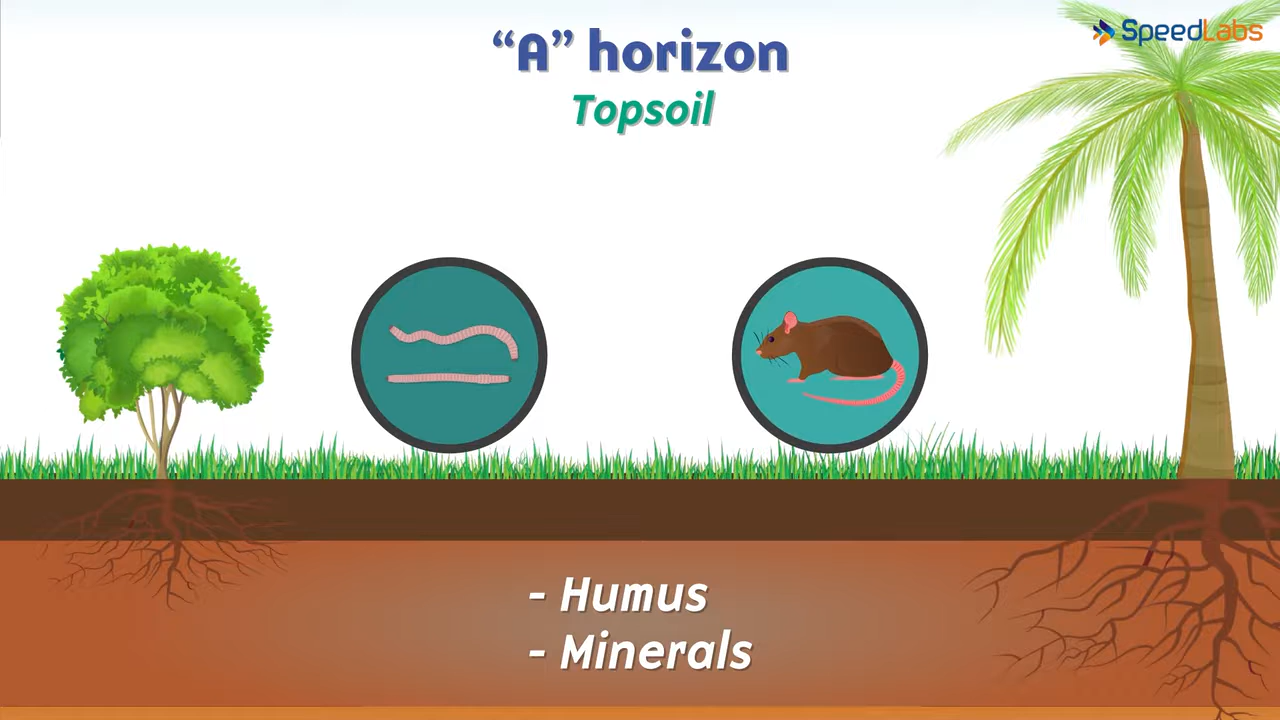 SpeedLabs
“A” horizon
Topsoil
- Humus
- Minerals